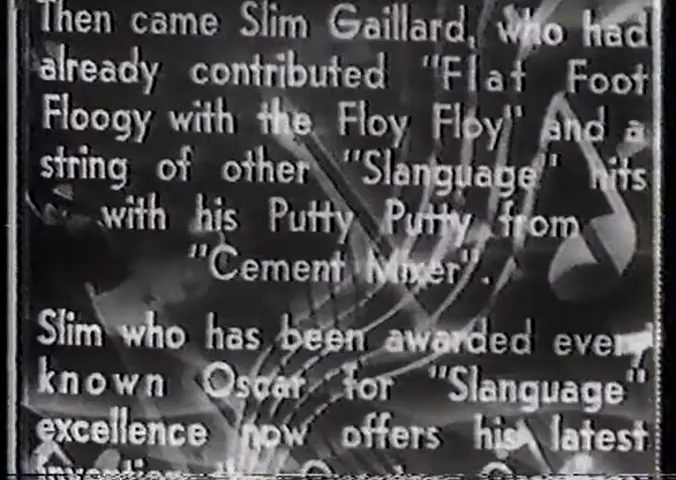 Then came Slim Gaillard, who had
already contributed "Flat Foot
Floogy with the Floy Floy" and a
string of other "Slanguage" hits
with his Putty Putty from
"Cement Mixer".
Slim who has been awarded every
known Oscar for "Slanguage"
excellence now offers his latest